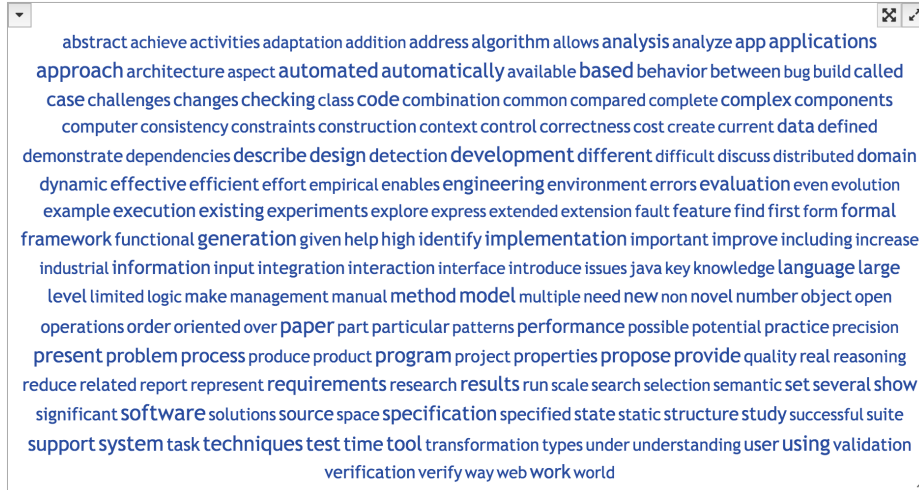 abstract achieve activities adaptation addition address algorithm allows analysis analyze app applications
approach architecture aspect automated automatically available based behavior between bug build called
case challenges changes checking class code combination common compared complete complex components
computer consistency constraints construction context control correctness cost create current data defined
demonstrate dependencies describe design detection development different difficult discuss distributed domain
dynamic effective efficient effort empirical enables engineering environment errors evaluation even evolution
example execution existing experiments explore express extended extension fault feature find first form formal
framework functional generation given help high identify implementation important improve including increase
industrial information input integration interaction interface introduce issues java key knowledge language large
level limited logic make management manual method model multiple need new non novel number object open
operations order oriented over paper part particular patterns performance possible potential practice precision
present problem process produce product program project properties propose provide quality real reasoning
reduce related report represent requirements research results run scale search selection semantic set several show
significant software solutions source space specification specified state static structure study successful suite
support system task techniques test time tool transformation types under understanding user using validation
verification verify way web work world